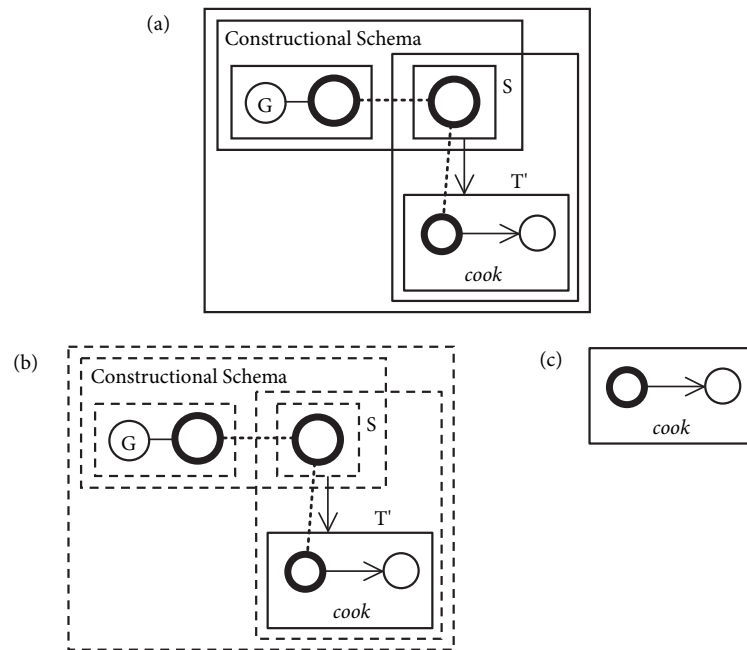 (a)
Constructional Schema
G
S
T'
cook
(b)
Constructional Schema
G
S
T'
cook
(c)
cook